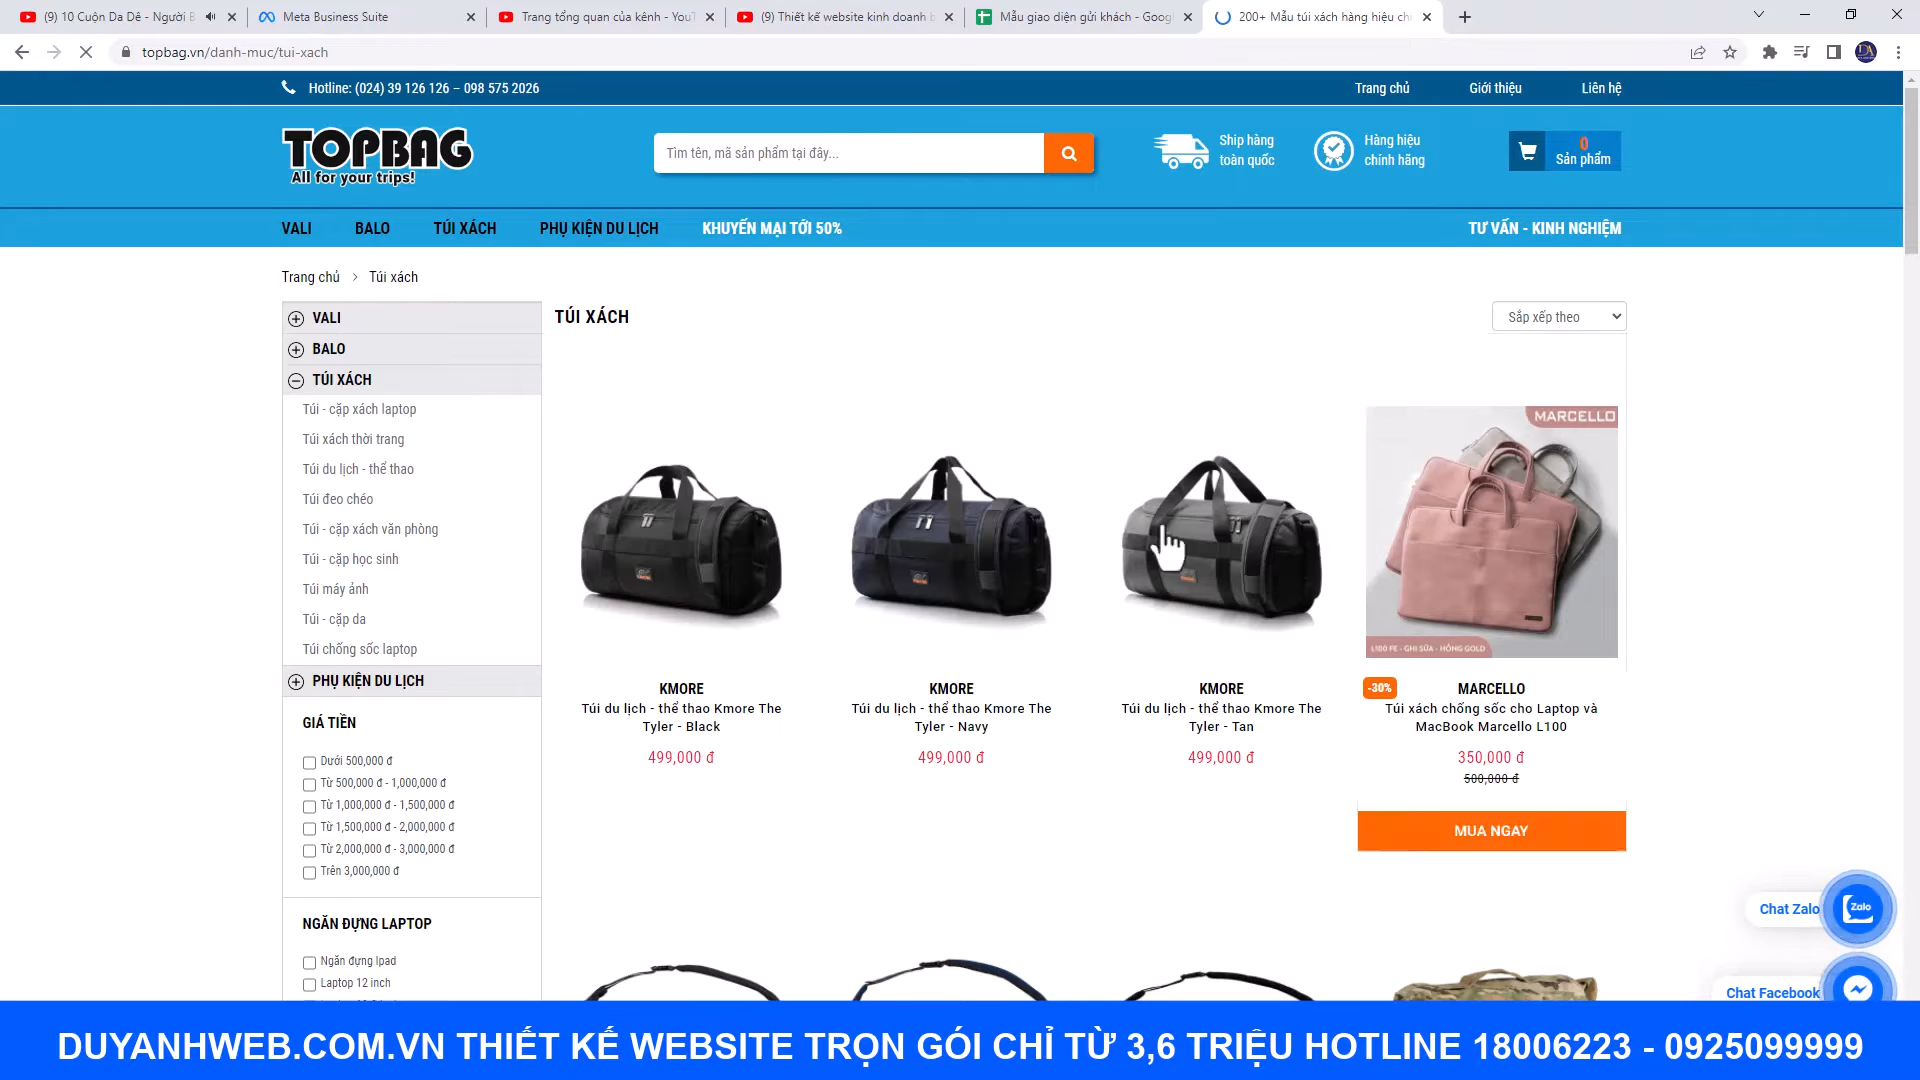 (9) 10 Cuộn Da Dê - Người B
Meta Business Suite
Trang tổng quan của kênh - YouT
(9) Thiết kế website kinh doanh b
Mẫu giao diện gửi khách - Googl
200+ Mẫu túi xách hàng hiệu chí
topbag.vn/danh-muc/tui-xach
DA
Hotline: (024) 39 126 126 – 098 575 2026
Trang chủ
Giới thiệu
Liên hệ
TOPBAG
All for your trips!
Tìm tên, mã sản phẩm tại đây...
Ship hàng
toàn quốc
Hàng hiệu
chính hãng
0
Sản phẩm
VALI
BALO
TÚI XÁCH
PHỤ KIỆN DU LỊCH
KHUYẾN MẠI TỚI 50%
TƯ VẤN - KINH NGHIỆM
Trang chủ > Túi xách
VALI
BALO
TÚI XÁCH
Túi - cặp xách laptop
Túi xách thời trang
Túi du lịch - thể thao
Túi đeo chéo
Túi - cặp xách văn phòng
Túi - cặp học sinh
Túi máy ảnh
Túi - cặp da
Túi chống sốc laptop
PHỤ KIỆN DU LỊCH
GIÁ TIỀN
Dưới 500,000 đ
Từ 500,000 đ - 1,000,000 đ
Từ 1,000,000 đ - 1,500,000 đ
Từ 1,500,000 đ - 2,000,000 đ
Từ 2,000,000 đ - 3,000,000 đ
Trên 3,000,000 đ
NGĂN ĐỰNG LAPTOP
Ngăn đựng Ipad
Laptop 12 inch
TÚI XÁCH
Sắp xếp theo
KMORE
Túi du lịch - thể thao Kmore The
Tyler - Black
499,000 đ
KMORE
Túi du lịch - thể thao Kmore The
Tyler - Navy
499,000 đ
KMORE
Túi du lịch - thể thao Kmore The
Tyler - Tan
499,000 đ
MARCELLO
L100 FE - GHI SỮA - HỒNG GOLD
-30%
MARCELLO
Túi xách chống sốc cho Laptop và
MacBook Marcello L100
350,000 đ
500,000 đ
MUA NGAY
Chat Zalo
Zalo
Chat Facebook
DUYANHWEB.COM.VN THIẾT KẾ WEBSITE TRỌN GÓI CHỈ TỪ 3,6 TRIỆU HOTLINE 18006223 - 0925099999